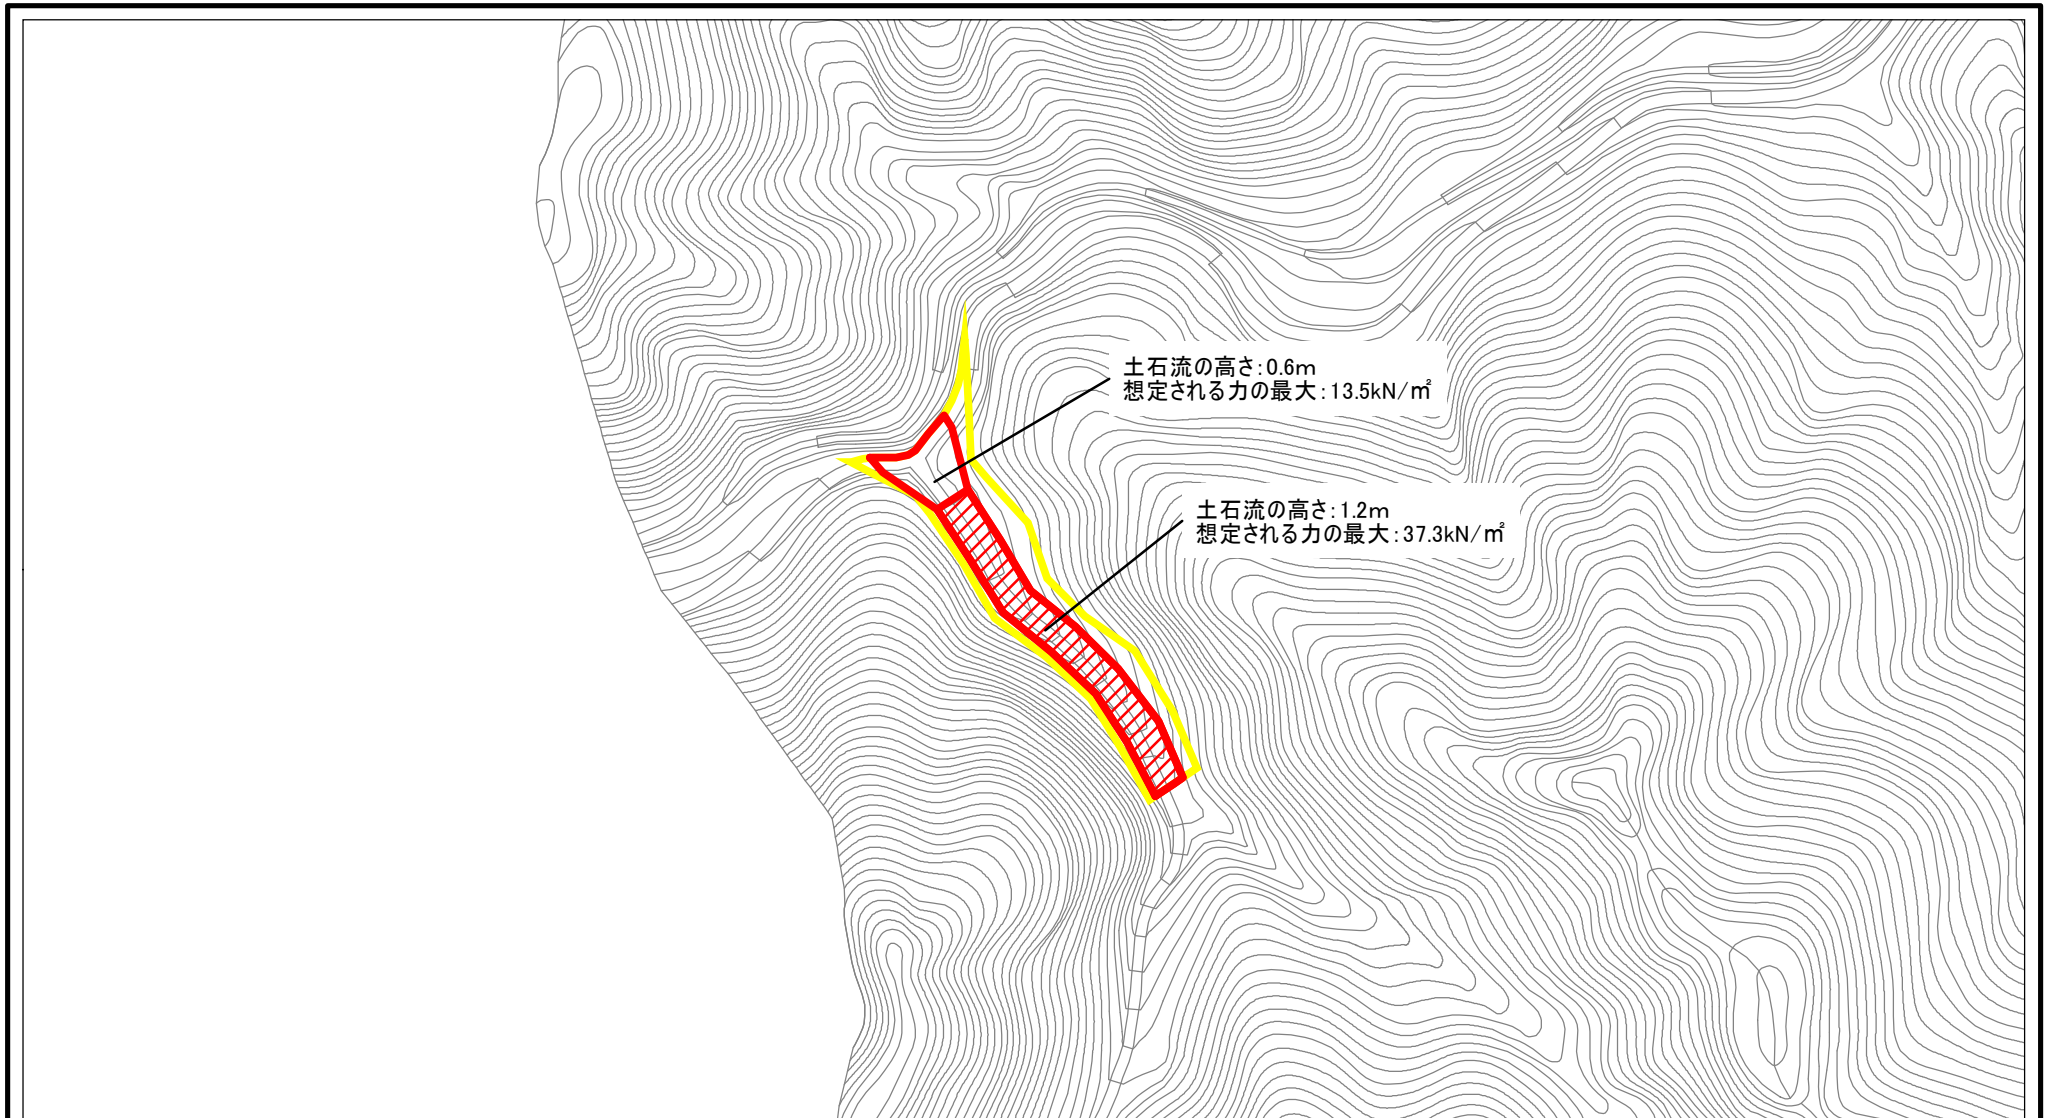 土石流の高さ:0.6m
想定される力の最大:13.5kN/㎡
土石流の高さ:1.2m
想定される力の最大:37.3kN/㎡